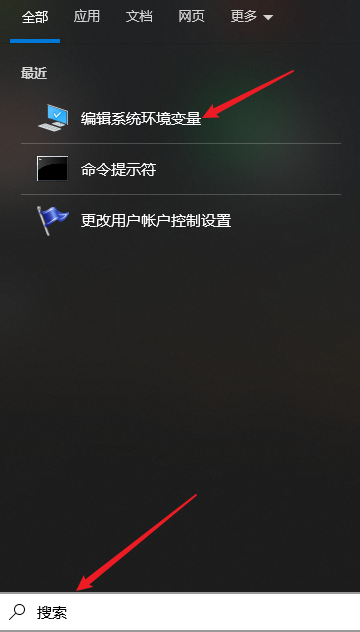 全部 应用 文档 网页 更多
最近
编辑系统环境变量
命令提示符
更改用户帐户控制设置
搜索